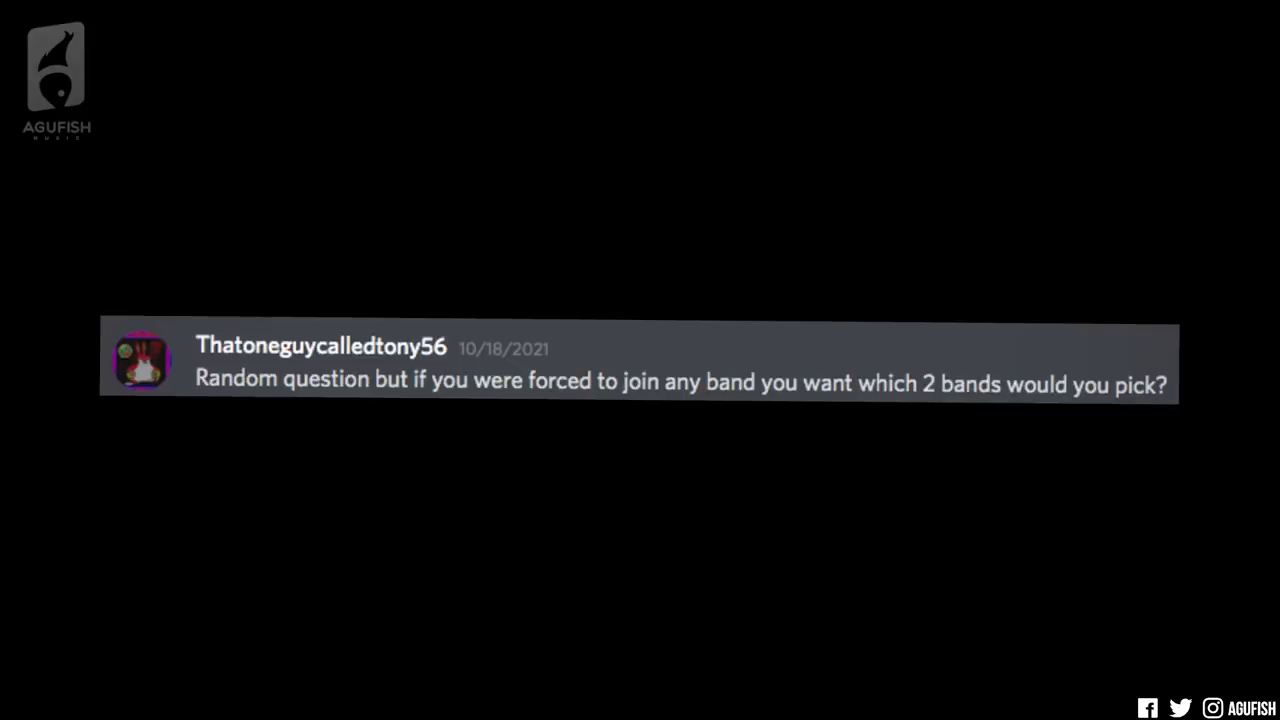 AGUFISH
MUSIC
Thatoneguycalledtony56 10/18/2021
Random question but if you were forced to join any band you want which 2 bands would you pick?
AGUFISH